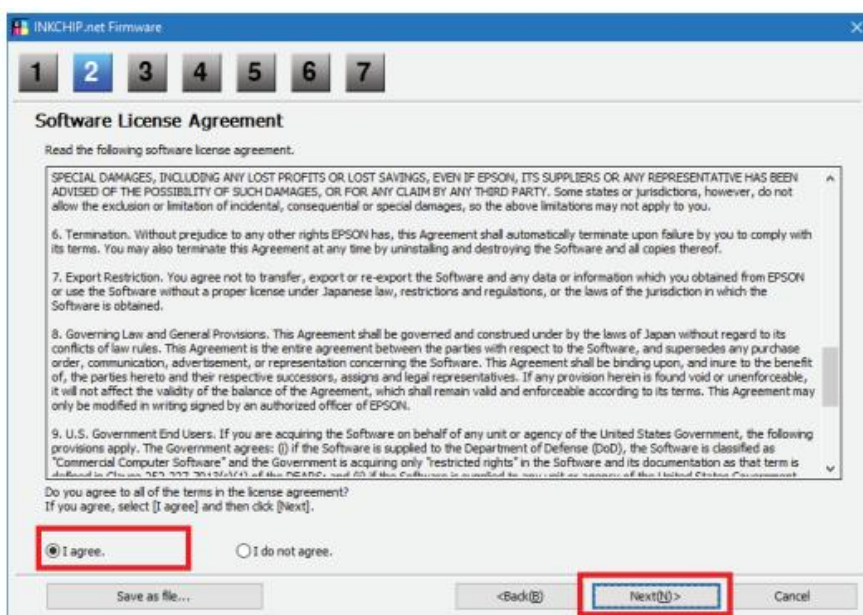 INKCHIP.net Firmware
1 2 3 4 5 6 7
Software License Agreement
Read the following software license agreement.
SPECIAL DAMAGES, INCLUDING ANY LOST PROFITS OR LOST SAVINGS, EVEN IF EPSON, ITS SUPPLIERS OR ANY REPRESENTATIVE HAS BEEN
ADVISED OF THE POSSIBILITY OF SUCH DAMAGES, OR FOR ANY CLAIM BY ANY THIRD PARTY. Some states or jurisdictions, however, do not
allow the exclusion or limitation of incidental, consequential or special damages, so the above limitations may not apply to you.
6. Termination. Without prejudice to any other rights EPSON has, this Agreement shall automatically terminate upon failure by you to comply with
its terms. You may also terminate this Agreement at any time by uninstalling and destroying the Software and all copies thereof.
7. Export Restriction. You agree not to transfer, export or re-export the Software and any data or information which you obtained from EPSON
or use the Software without a proper license under Japanese law, restrictions and regulations, or the laws of the jurisdiction in which the
Software is obtained.
8. Governing Law and General Provisions. This Agreement shall be governed and construed under by the laws of Japan without regard to its
conflicts of law rules. This Agreement is the entire agreement between the parties with respect to the Software, and supersedes any purchase
order, communication, advertisement, or representation concerning the Software. This Agreement shall be binding upon, and inure to the benefit
of, the parties hereto and their respective successors, assigns and legal representatives. If any provision herein is found void or unenforceable,
it will not affect the validity of the balance of the Agreement, which shall remain valid and enforceable according to its terms. This Agreement may
only be modified in writing signed by an authorized officer of EPSON.
9. U.S. Government End Users. If you are acquiring the Software on behalf of any unit or agency of the United States Government, the following
provisions apply. The Government agrees: (i) if the Software is supplied to the Department of Defense (DoD), the Software is classified as
"Commercial Computer Software" and the Government is acquiring only "restricted rights" in the Software and its documentation as that term is
Do you agree to all of the terms in the license agreement?
If you agree, select [I agree] and then click [Next].
I agree. I do not agree.
Save as file... <Back(B) Next(N)> Cancel